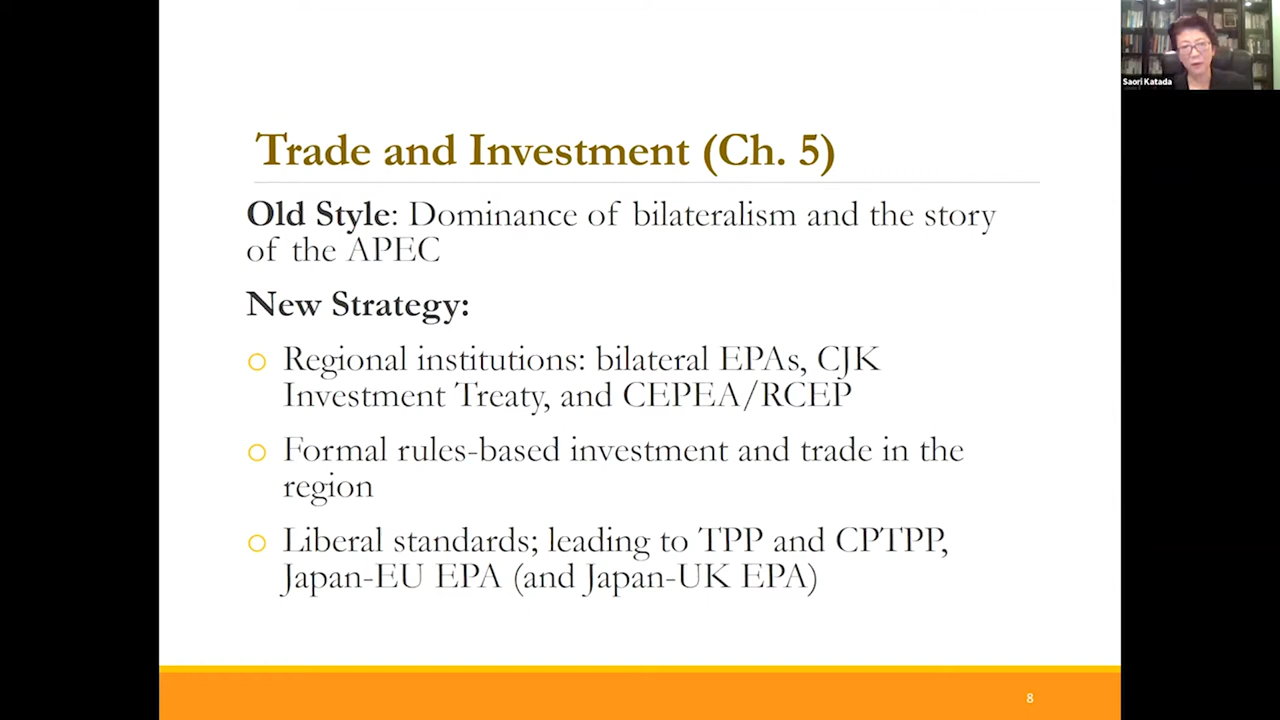 Saori Katada
Trade and Investment (Ch. 5)
Old Style: Dominance of bilateralism and the story
of the APEC
New Strategy:
Regional institutions: bilateral EPAs, CJK
Investment Treaty, and CEPEA/RCEP
Formal rules-based investment and trade in the
region
Liberal standards; leading to TPP and CPTPP,
Japan-EU EPA (and Japan-UK EPA)
8